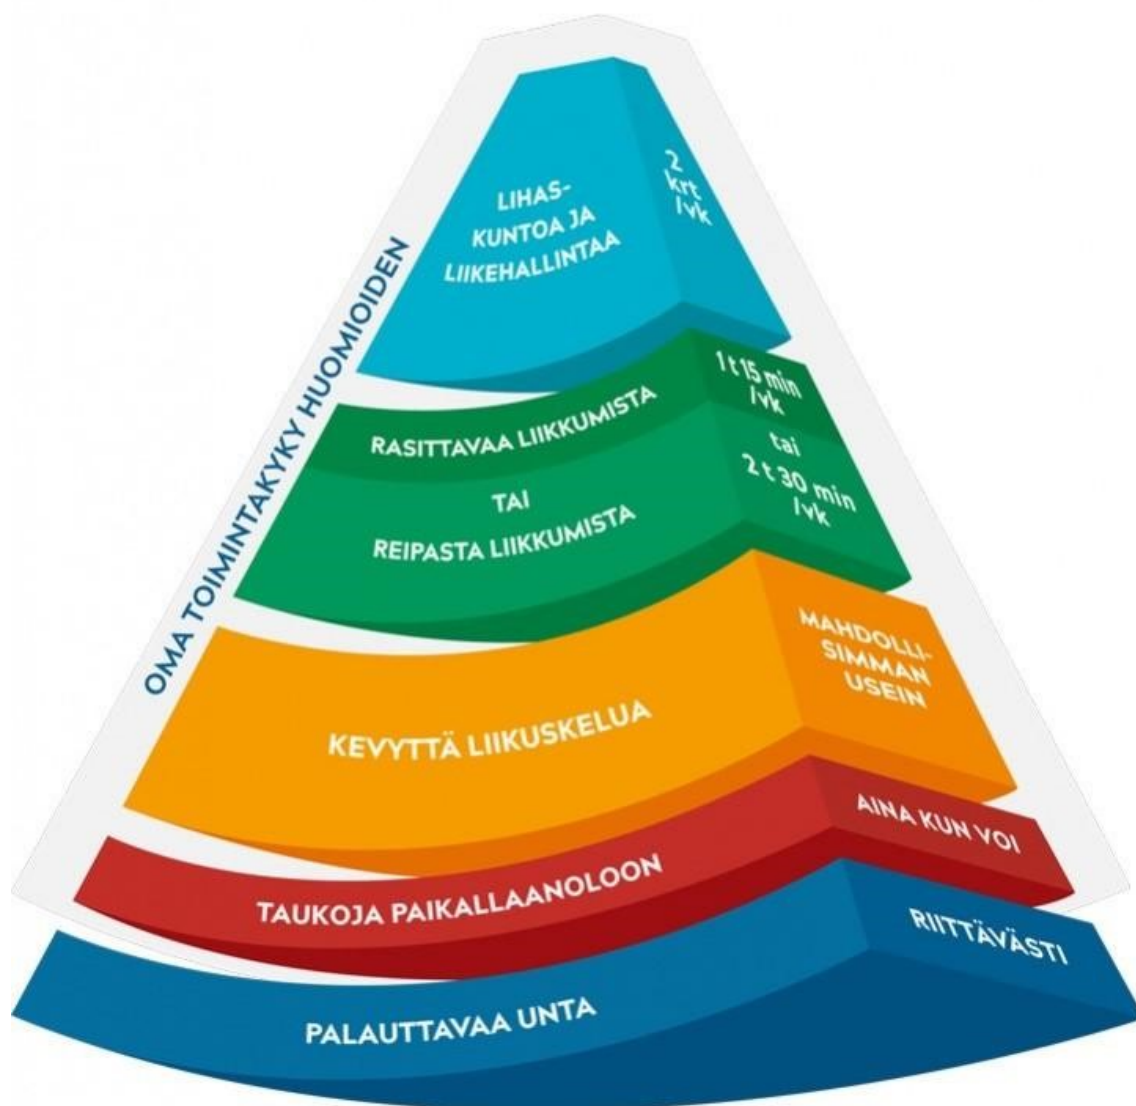 OMA TOIMINTAKYKY HUOMIOIDEN
LIHAS-
KUNTOA JA
LIIKEHALLINTAA
2
krt
/vk
RASITTAVAA LIIKKUMISTA
1 t 15 min
/vk
TAI
tai
REIPASTA LIIKKUMISTA
2 t 30 min
/vk
KEVYTTÄ LIIKUSKELUA
MAHDOLLI-
SIMMAN
USEIN
TAUKOJA PAIKALLAANOLOON
AINA KUN VOI
PALAUTTAVAA UNTA
RIITTÄVÄSTI